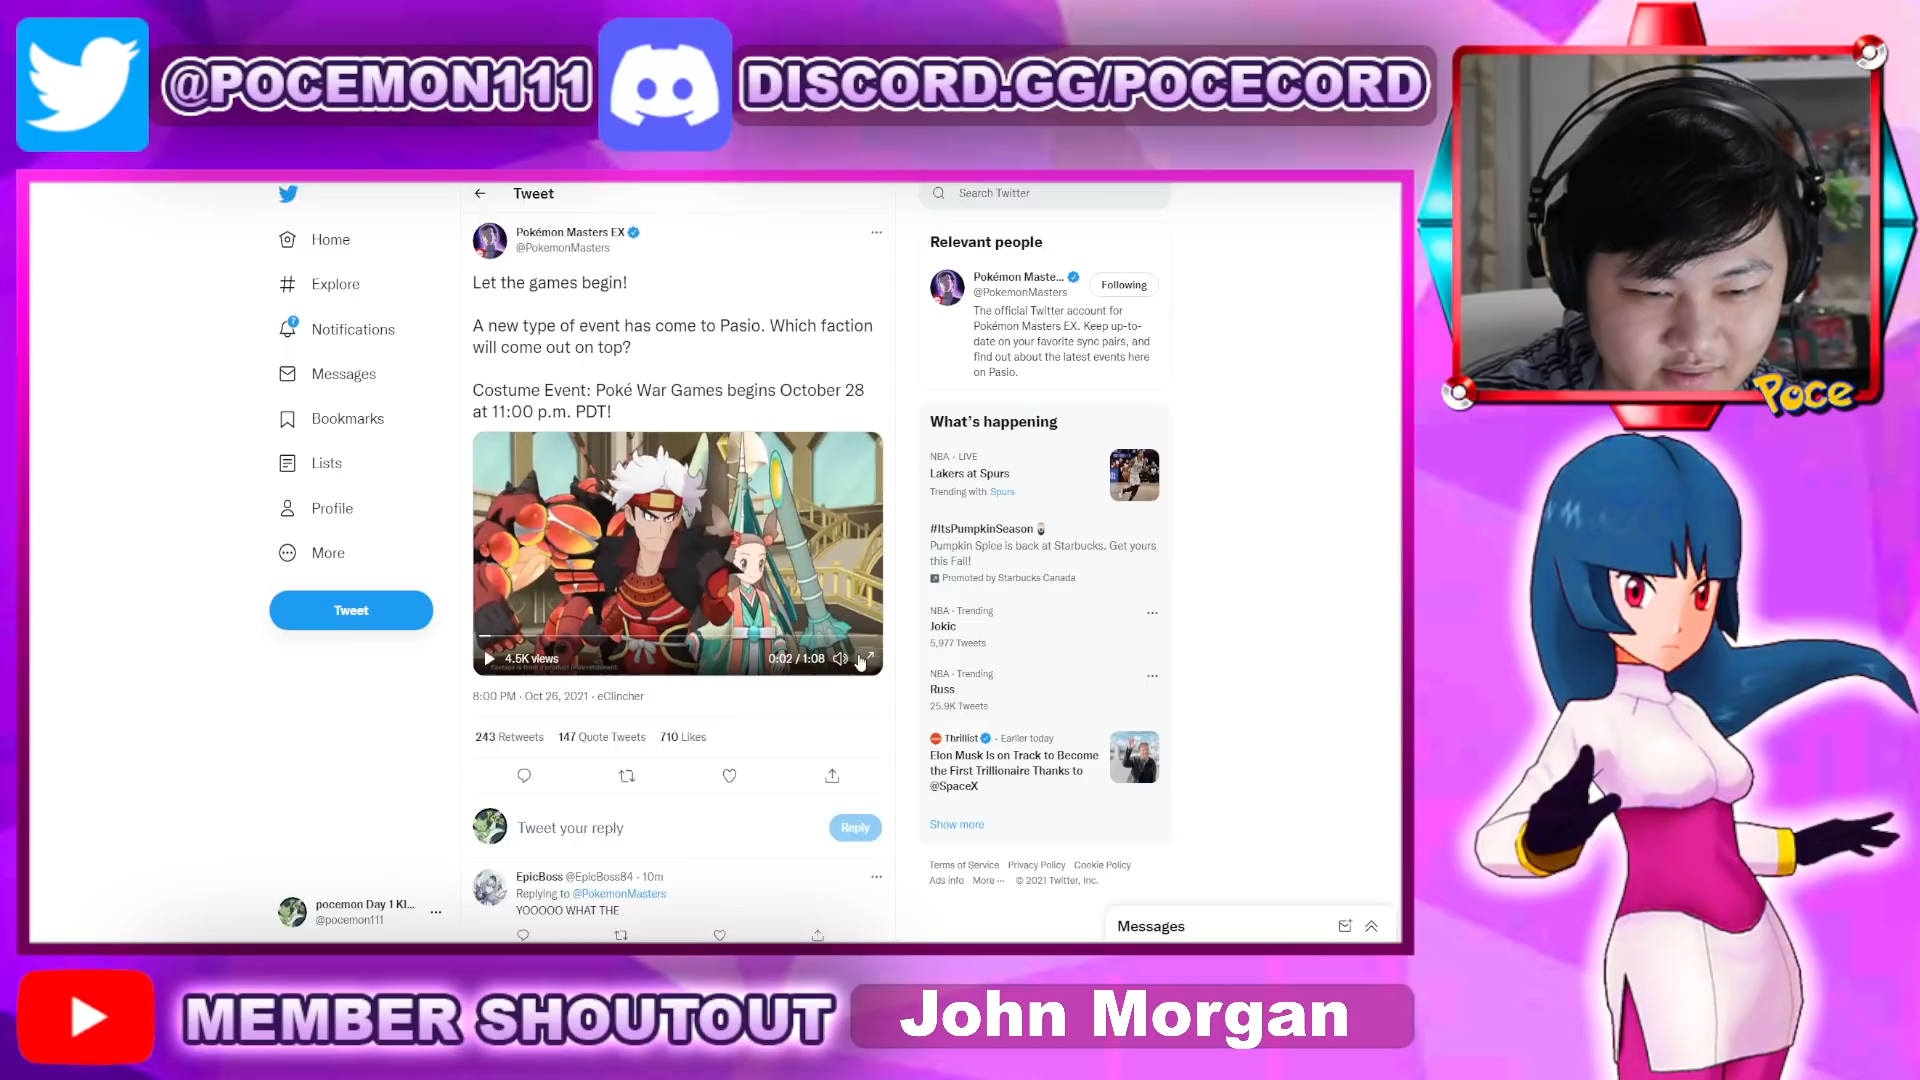 @POCEMON111
DISCORD.GG/POCECORD
Poce
Home
Explore
7
Notifications
Messages
Bookmarks
Lists
Profile
More
Tweet
pocemon Day 1 Kl...
@pocemon111
Tweet
Pokémon Masters EX
@PokemonMasters
Let the games begin!
A new type of event has come to Pasio. Which faction
will come out on top?
Costume Event: Poké War Games begins October 28
at 11:00 p.m. PDT!
4.5K views
0:02 / 1:08
Footage is from a product in development.
8:00 PM · Oct 26, 2021 · eClincher
243 Retweets 147 Quote Tweets 710 Likes
Tweet your reply
Reply
EpicBoss @EpicBoss84 · 10m
Replying to @PokemonMasters
YOOOOO WHAT THE
Search Twitter
Relevant people
Pokémon Maste...
@PokemonMasters
Following
The official Twitter account for
Pokémon Masters EX. Keep up-to-
date on your favorite sync pairs, and
find out about the latest events here
on Pasio.
What's happening
NBA · LIVE
Lakers at Spurs
Trending with Spurs
#ItsPumpkinSeason
Pumpkin Spice is back at Starbucks. Get yours
this Fall!
Promoted by Starbucks Canada
NBA · Trending
Jokic
5,977 Tweets
NBA · Trending
Russ
25.9K Tweets
Thrillist · Earlier today
Elon Musk Is on Track to Become
the First Trillionaire Thanks to
@SpaceX
Show more
Terms of Service Privacy Policy Cookie Policy
Ads info More ··· © 2021 Twitter, Inc.
Messages
MEMBER SHOUTOUT
John Morgan